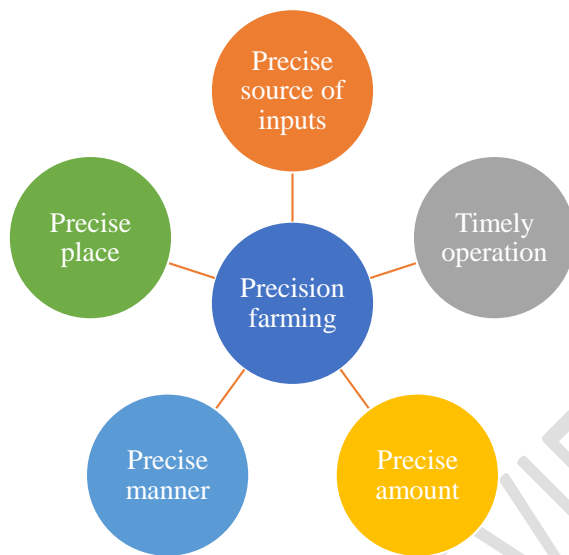 Precise
source of
inputs
Precise
place
Timely
operation
Precision
farming
Precise
manner
Precise
amount